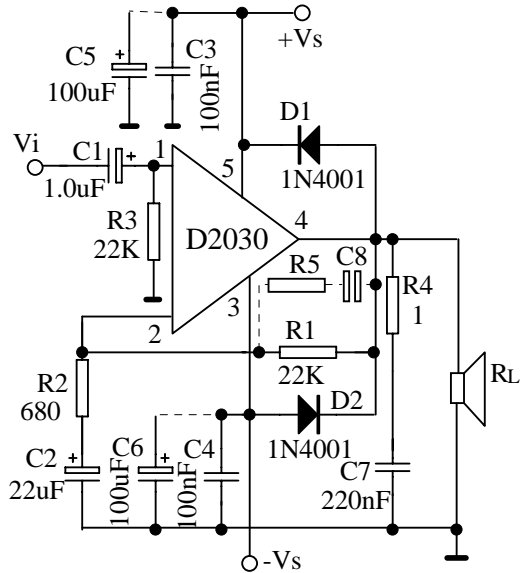 +Vs
C5
+
100uF
C3
100nF
D1
1N4001
Vi
C1
+
1.0uF
1
5
R3
22K
D2030
4
3
2
R5
C8
R4
1
R1
22K
RL
R2
680
D2
1N4001
C2
+
22uF
C6
+
100uF
C4
100nF
C7
220nF
-Vs